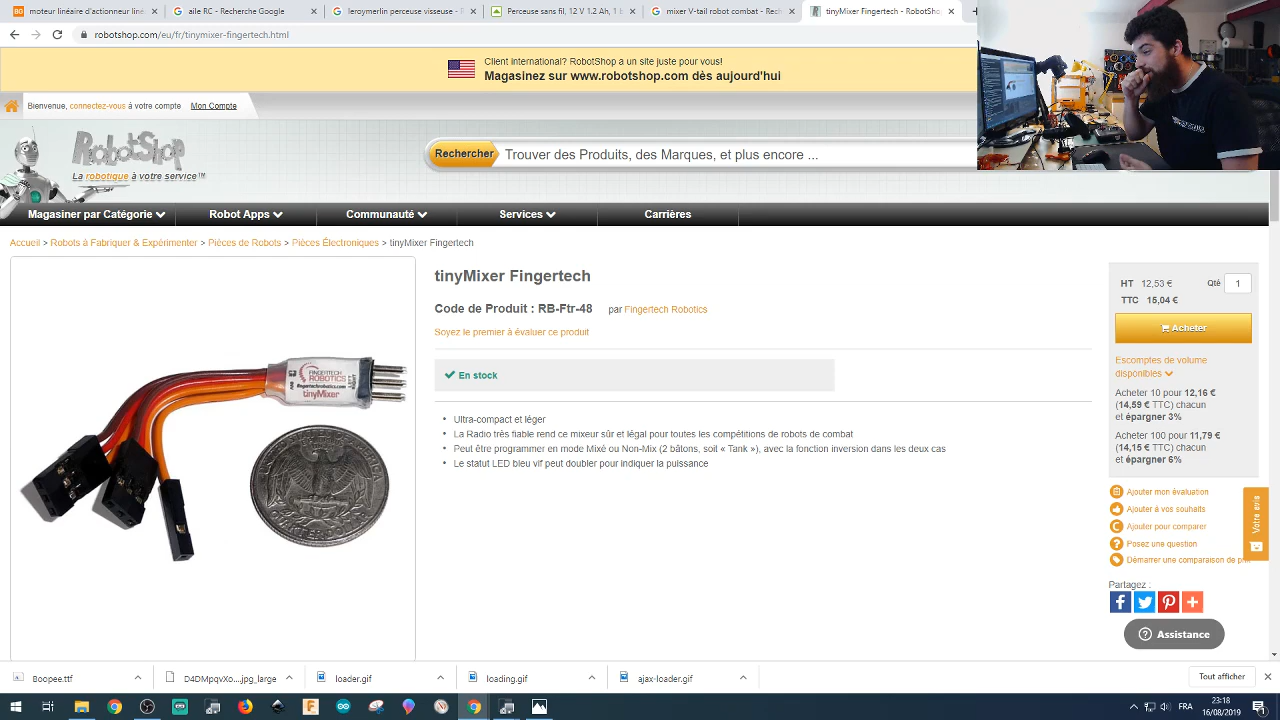 moteur linéaire d'actionneur liné
aile RC - Recherche Google
leroymerlin perceuse visseuse - R
Perceuse sans fil, 12 V 1.2 Ah, 1
mixer V-tail robot combat - Rech
tinyMixer Fingertech - RobotShop
robotshop.com/eu/fr/tinymixer-fingertech.html
Client international? RobotShop a un site juste pour vous!
Magasinez sur www.robotshop.com dès aujourd'hui
Bienvenue, connectez-vous à votre compte Mon Compte
RobotShop
La robotique à votre service!
MC
Rechercher
Trouver des Produits, des Marques, et plus encore ...
Magasiner par Catégorie
Robot Apps
Communauté
Services
Carrières
Accueil > Robots à Fabriquer & Expérimenter > Pièces de Robots > Pièces Électroniques > tinyMixer Fingertech
FINGERTECH
ROBOTICS
fingertechrobotics.com
tinyMixer
tinyMixer Fingertech
Code de Produit : RB-Ftr-48 par Fingertech Robotics
Soyez le premier à évaluer ce produit
En stock
Ultra-compact et léger
La Radio très fiable rend ce mixeur sûr et légal pour toutes les compétitions de robots de combat
Peut être programmer en mode Mixé ou Non-Mix (2 bâtons, soit « Tank »), avec la fonction inversion dans les deux cas
Le statut LED bleu vif peut doubler pour indiquer la puissance
HT 12,53 € Qté 1
TTC 15,04 €
Acheter
Escomptes de volume
disponibles
Acheter 10 pour 12,16 €
(14,59 € TTC) chacun
et épargner 3%
Acheter 100 pour 11,79 €
(14,15 € TTC) chacun
et épargner 6%
Ajouter mon évaluation
Ajouter à vos souhaits
Ajouter pour comparer
Posez une question
Démarrer une comparaison de prix
Votre avis
Partagez :
Assistance
Boopee.ttf
D4DMpqvXo....jpg_large
loader.gif
loading.gif
ajax-loader.gif
Tout afficher
FRA
23:18
16/08/2019